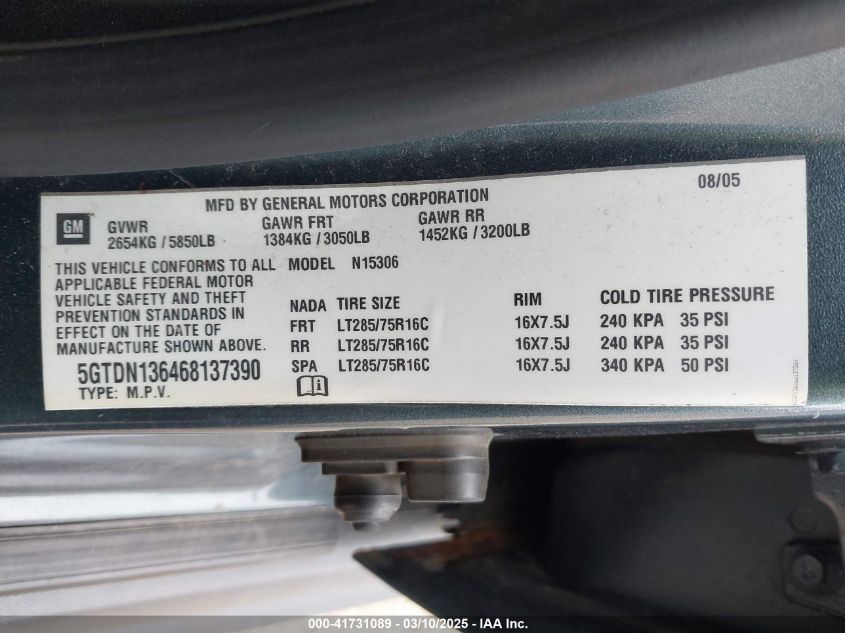 08/05
MFD BY GENERAL MOTORS CORPORATION
GM GVWR GAWR FRT GAWR RR
2654KG / 5850LB 1384KG / 3050LB 1452KG / 3200LB
THIS VEHICLE CONFORMS TO ALL MODEL N15306
APPLICABLE FEDERAL MOTOR
VEHICLE SAFETY AND THEFT
PREVENTION STANDARDS IN
EFFECT ON THE DATE OF
MANUFACTURE SHOWN ABOVE.
NADA TIRE SIZE RIM COLD TIRE PRESSURE
FRT LT285/75R16C 16X7.5J 240 KPA 35 PSI
RR LT285/75R16C 16X7.5J 240 KPA 35 PSI
SPA LT285/75R16C 16X7.5J 340 KPA 50 PSI
5GTDN136468137390
TYPE: M.P.V.
000-41731089 - 03/10/2025 - IAA Inc.